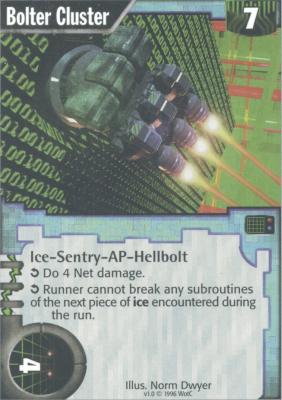 Bolter Cluster
7
Ice-Sentry-AP-Hellbolt
Do 4 Net damage.
Runner cannot break any subroutines
of the next piece of ice encountered during
the run.
4
Illus. Norm Dwyer
v1.0 © 1996 WotC